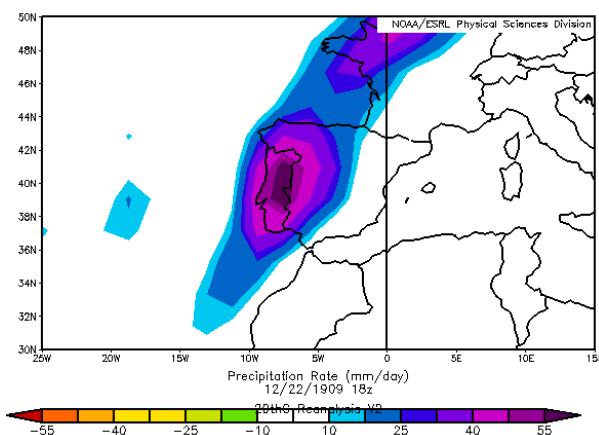 NOAA/ESRL Physical Sciences Division
50N
48N
46N
44N
42N
40N
38N
36N
34N
32N
30N
25W 20W 15W 10W 5W 0 5E 10E 15
Precipitation Rate (mm/day)
12/22/1909 18z
20thC Reanalysis V2
-55 -40 -25 -10 10 25 40 55